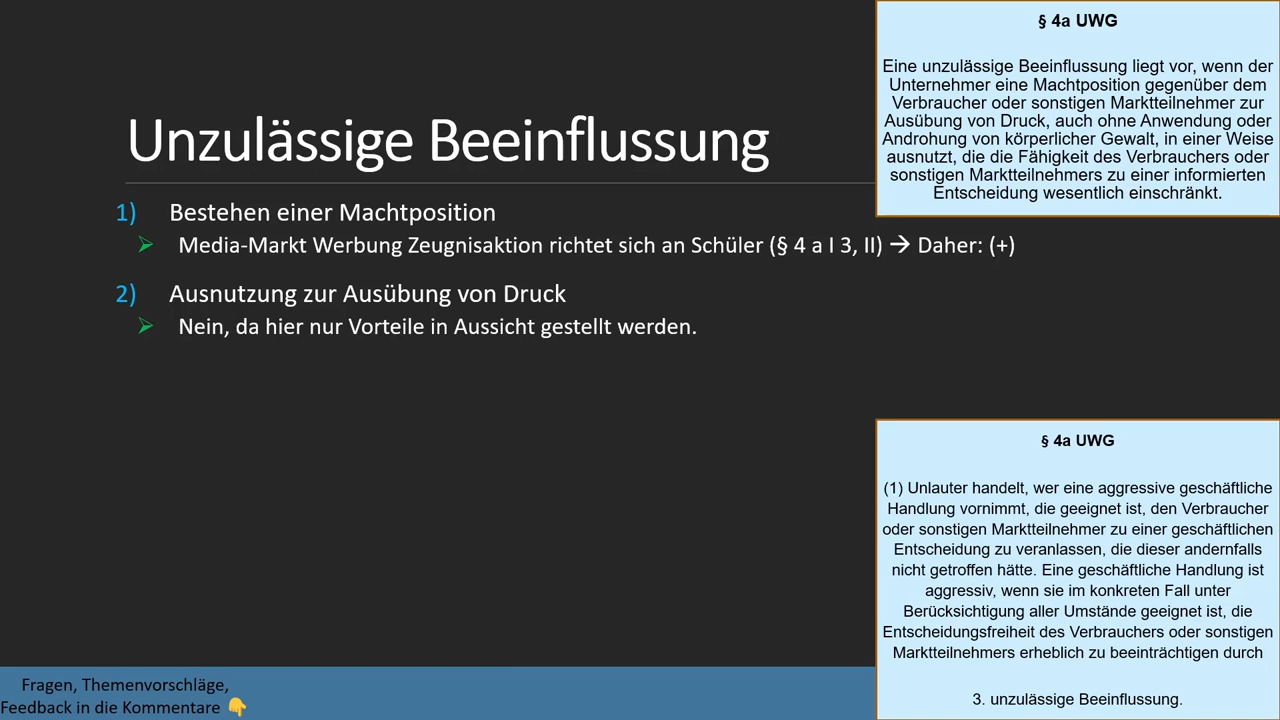 Unzulässige Beeinflussung
1) Bestehen einer Machtposition
➢ Media-Markt Werbung Zeugnisaktion richtet sich an Schüler (§ 4 a I 3, II) → Daher: (+)
2) Ausnutzung zur Ausübung von Druck
➢ Nein, da hier nur Vorteile in Aussicht gestellt werden.
§ 4a UWG
Eine unzulässige Beeinflussung liegt vor, wenn der
Unternehmer eine Machtposition gegenüber dem
Verbraucher oder sonstigen Marktteilnehmer zur
Ausübung von Druck, auch ohne Anwendung oder
Androhung von körperlicher Gewalt, in einer Weise
ausnutzt, die die Fähigkeit des Verbrauchers oder
sonstigen Marktteilnehmers zu einer informierten
Entscheidung wesentlich einschränkt.
§ 4a UWG
(1) Unlauter handelt, wer eine aggressive geschäftliche
Handlung vornimmt, die geeignet ist, den Verbraucher
oder sonstigen Marktteilnehmer zu einer geschäftlichen
Entscheidung zu veranlassen, die dieser andernfalls
nicht getroffen hätte. Eine geschäftliche Handlung ist
aggressiv, wenn sie im konkreten Fall unter
Berücksichtigung aller Umstände geeignet ist, die
Entscheidungsfreiheit des Verbrauchers oder sonstigen
Marktteilnehmers erheblich zu beeinträchtigen durch
3. unzulässige Beeinflussung.
Fragen, Themenvorschläge,
Feedback in die Kommentare 👇